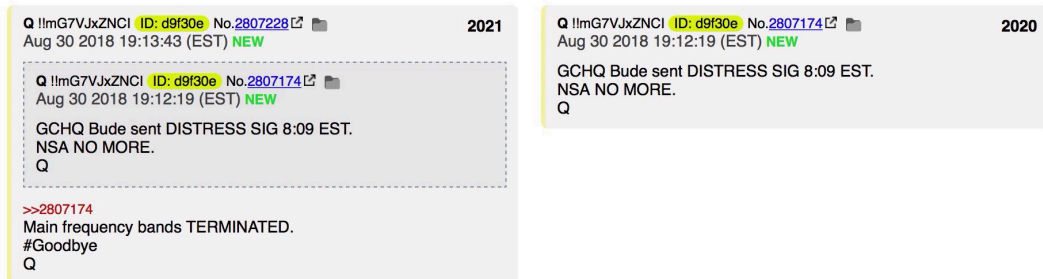 Q !!mG7VJxZNCI ID: d9f30e No.2807228 2021
Aug 30 2018 19:13:43 (EST) NEW
Q !!mG7VJxZNCI ID: d9f30e No.2807174
Aug 30 2018 19:12:19 (EST) NEW
GCHQ Bude sent DISTRESS SIG 8:09 EST.
NSA NO MORE.
Q
>>2807174
Main frequency bands TERMINATED.
#Goodbye
Q
Q !!mG7VJxZNCI ID: d9f30e No.2807174 2020
Aug 30 2018 19:12:19 (EST) NEW
GCHQ Bude sent DISTRESS SIG 8:09 EST.
NSA NO MORE.
Q